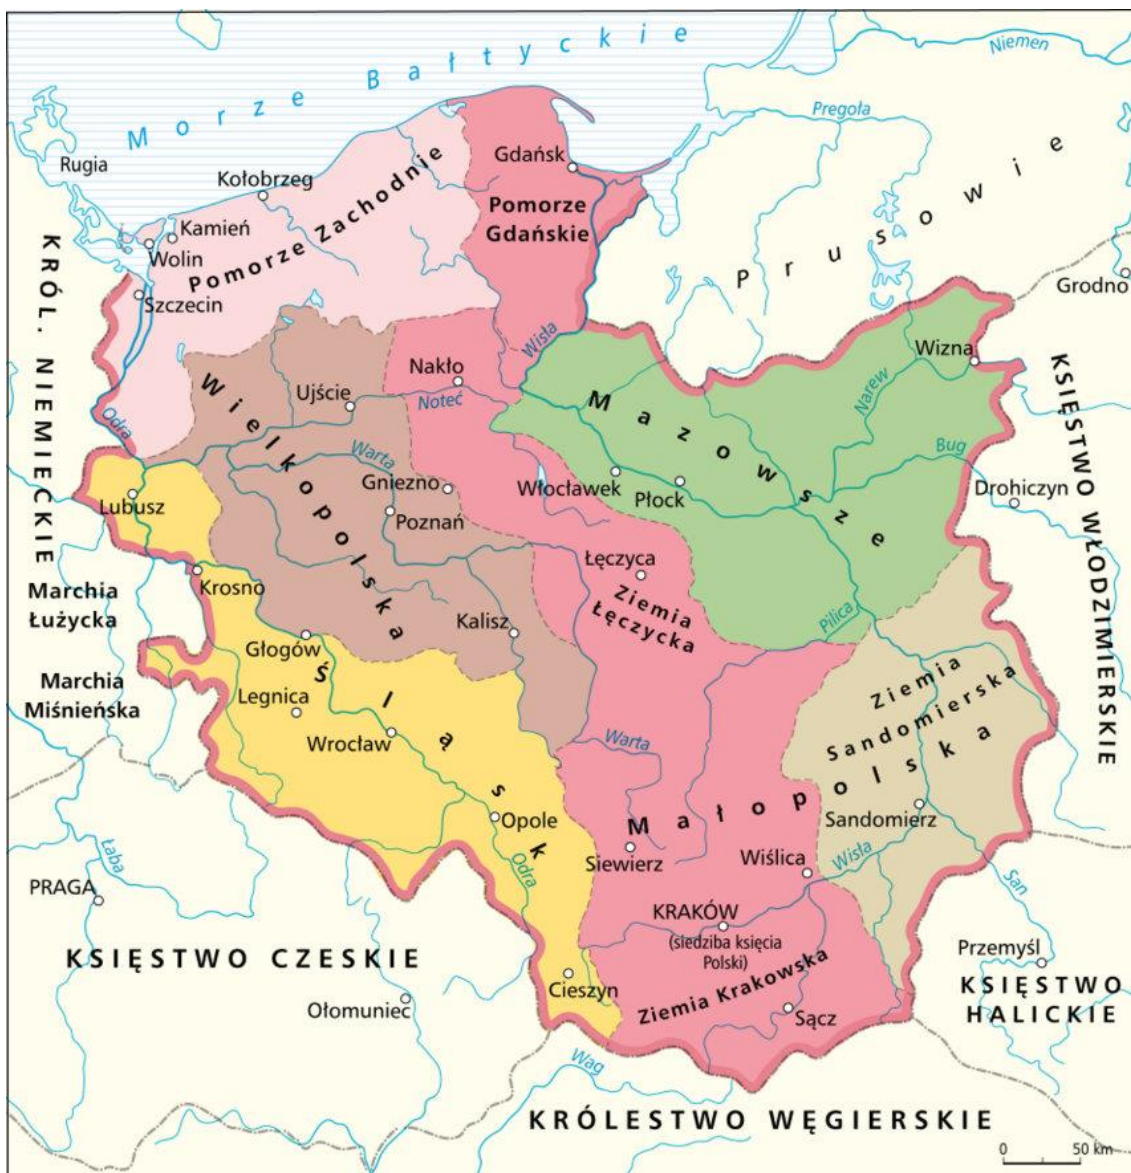 Morze Bałtyckie
Niemen
Pregoła
Rugia
Gdańsk
Kołobrzeg
Prusowie
Pomorze
Gdańskie
Kamień
Wolin
Pomorze Zachodnie
Szczecin
Grodno
KRÓL. NIEMIECKIE
Wisła
Wizna
Nakło
Ujście
Noteć
Narew
KSIĘSTWO WŁODZIMIERSKIE
Odra
Wielkopolska
Mazowsze
Warta
Bug
Lubusz
Gniezno
Włocławek
Płock
Drohiczyn
Poznań
Łęczyca
Krosno
Marchia
Łużycka
Ziemia
Łęczycka
Kalisz
Pilica
Głogów
Marchia
Miśnieńska
Legnica
Śląsk
Wrocław
Warta
Ziemia
Sandomierska
Małopolska
Sandomierz
Opole
Siewierz
Wiślica
Wisła
Odra
Łaba
PRAGA
San
KRAKÓW
(siedziba księcia
Polski)
Przemyśl
KSIĘSTWO CZESKIE
Cieszyn
Ziemia Krakowska
KSIĘSTWO
HALICKIE
Ołomuniec
Sącz
Wag
KRÓLESTWO WĘGIERSKIE
0 50 km